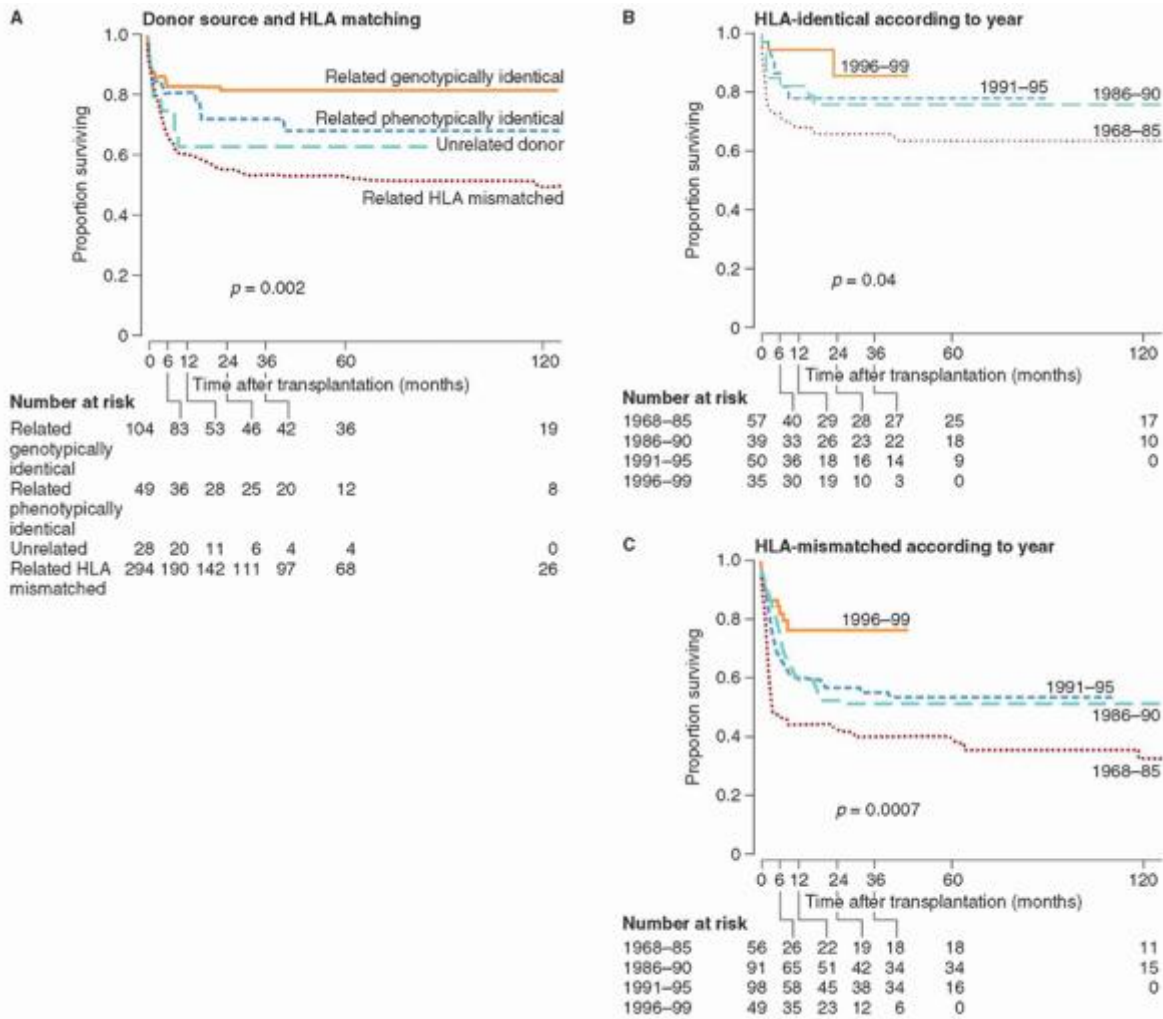 A Donor source and HLA matching
1.0
0.8
0.6
0.4
0.2
0
Proportion surviving
Related genotypically identical
Related phenotypically identical
Unrelated donor
Related HLA mismatched
p = 0.002
0 6 12 24 36 60 120
Time after transplantation (months)
Number at risk
Related 104 83 53 46 42 36 19
genotypically
identical
Related 49 36 28 25 20 12 8
phenotypically
identical
Unrelated 28 20 11 6 4 4 0
Related HLA 294 190 142 111 97 68 26
mismatched
B HLA-identical according to year
1.0
0.8
0.6
0.4
0.2
0
Proportion surviving
1996–99
1991–95
1986–90
1968–85
p = 0.04
0 6 12 24 36 60 120
Time after transplantation (months)
Number at risk
1968–85 57 40 29 28 27 25 17
1986–90 39 33 26 23 22 18 10
1991–95 50 36 18 16 14 9 0
1996–99 35 30 19 10 3 0
C HLA-mismatched according to year
1.0
0.8
0.6
0.4
0.2
0
Proportion surviving
1996–99
1991–95
1986–90
1968–85
p = 0.0007
0 6 12 24 36 60 120
Time after transplantation (months)
Number at risk
1968–85 56 26 22 19 18 18 11
1986–90 91 65 51 42 34 34 15
1991–95 98 58 45 38 34 16 0
1996–99 49 35 23 12 6 0